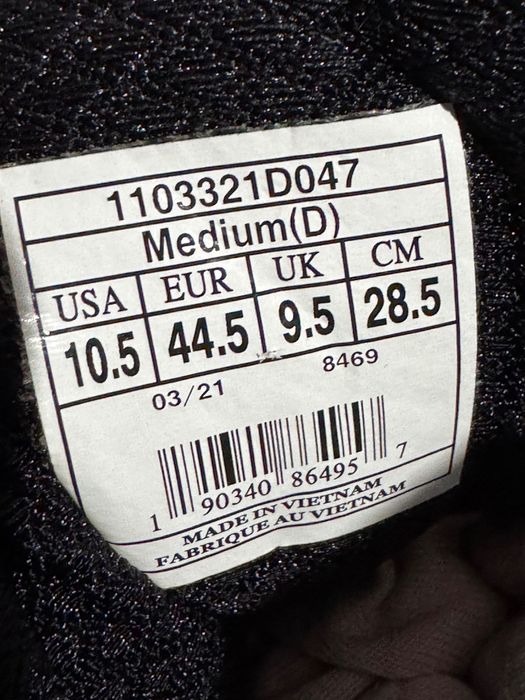 1103321D047
Medium(D)
USA EUR UK CM
10.5 44.5 9.5 28.5
03/21 8469
1 90340 86495 7
MADE IN VIETNAM
FABRIQUE AU VIETNAM